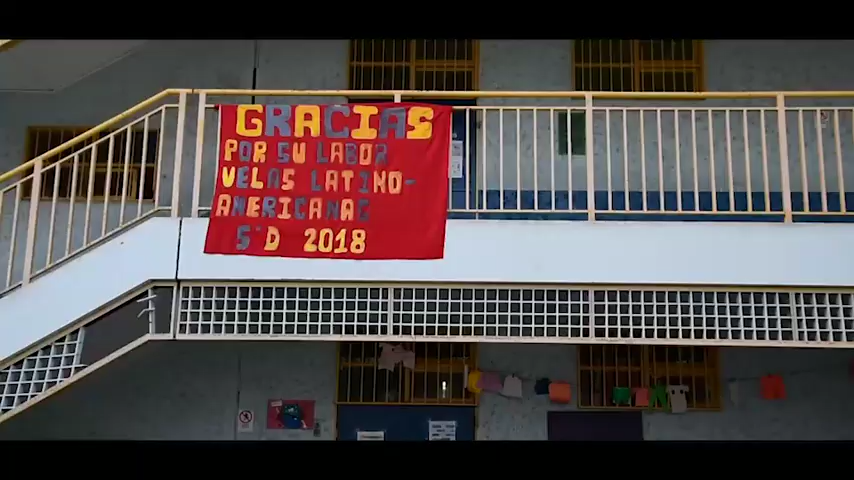 GRACIAS
POR SU LABOR
VELAS LATINO-
AMERICANAS
5°D 2018